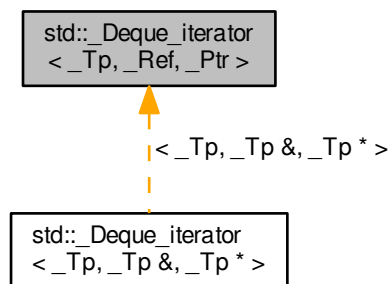 std::_Deque_iterator
< _Tp, _Ref, _Ptr >
< _Tp, _Tp &, _Tp * >
std::_Deque_iterator
< _Tp, _Tp &, _Tp * >